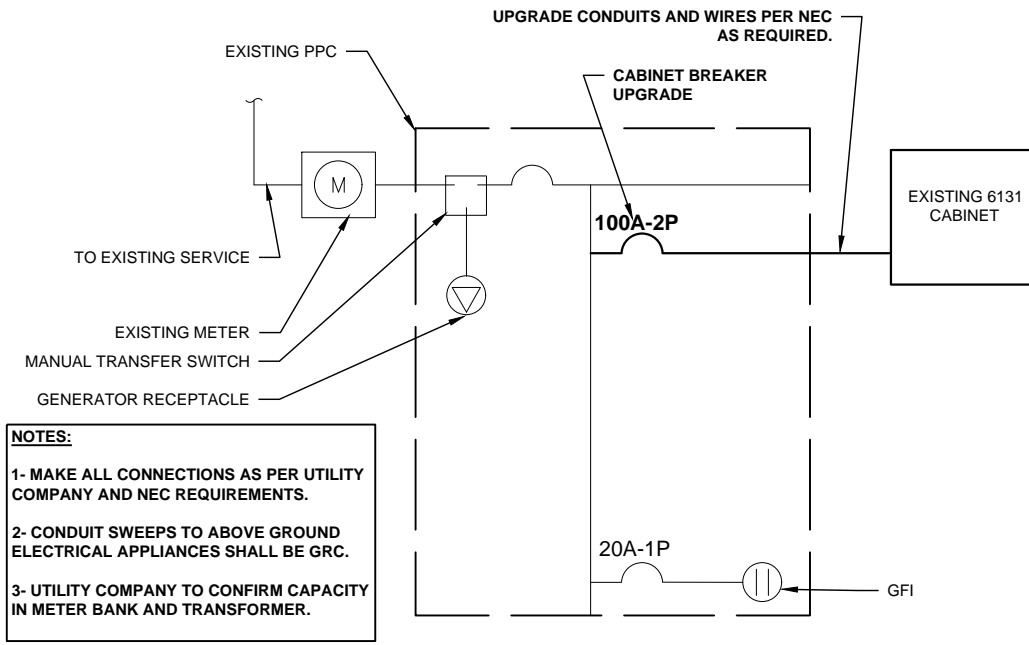 UPGRADE CONDUITS AND WIRES PER NEC
AS REQUIRED.
EXISTING PPC
CABINET BREAKER
UPGRADE
M
100A-2P
EXISTING 6131
CABINET
TO EXISTING SERVICE
EXISTING METER
MANUAL TRANSFER SWITCH
GENERATOR RECEPTACLE
NOTES:
1- MAKE ALL CONNECTIONS AS PER UTILITY
COMPANY AND NEC REQUIREMENTS.
2- CONDUIT SWEEPS TO ABOVE GROUND
ELECTRICAL APPLIANCES SHALL BE GRC.
3- UTILITY COMPANY TO CONFIRM CAPACITY
IN METER BANK AND TRANSFORMER.
20A-1P
GFI